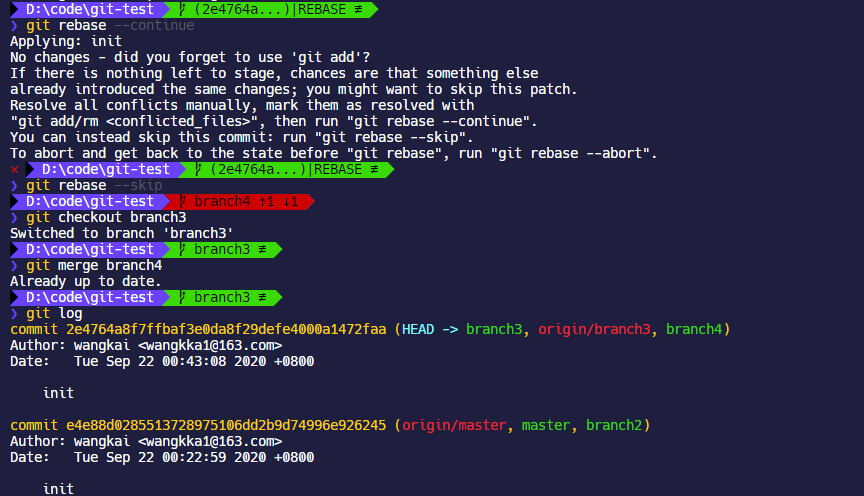 D:\code\git-test (2e4764a...)|REBASE ≢
❯ git rebase --continue
Applying: init
No changes - did you forget to use 'git add'?
If there is nothing left to stage, chances are that something else
already introduced the same changes; you might want to skip this patch.
Resolve all conflicts manually, mark them as resolved with
"git add/rm <conflicted_files>", then run "git rebase --continue".
You can instead skip this commit: run "git rebase --skip".
To abort and get back to the state before "git rebase", run "git rebase --abort".
× D:\code\git-test (2e4764a...)|REBASE ≢
❯ git rebase --skip
D:\code\git-test branch4 ↑1 ↓1
❯ git checkout branch3
Switched to branch 'branch3'
D:\code\git-test branch3 ≢
❯ git merge branch4
Already up to date.
D:\code\git-test branch3 ≢
❯ git log
commit 2e4764a8f7ffbaf3e0da8f29defe4000a1472faa (HEAD -> branch3, origin/branch3, branch4)
Author: wangkai <wangkka1@163.com>
Date:   Tue Sep 22 00:43:08 2020 +0800
init
commit e4e88d0285513728975106dd2b9d74996e926245 (origin/master, master, branch2)
Author: wangkai <wangkka1@163.com>
Date:   Tue Sep 22 00:22:59 2020 +0800
init